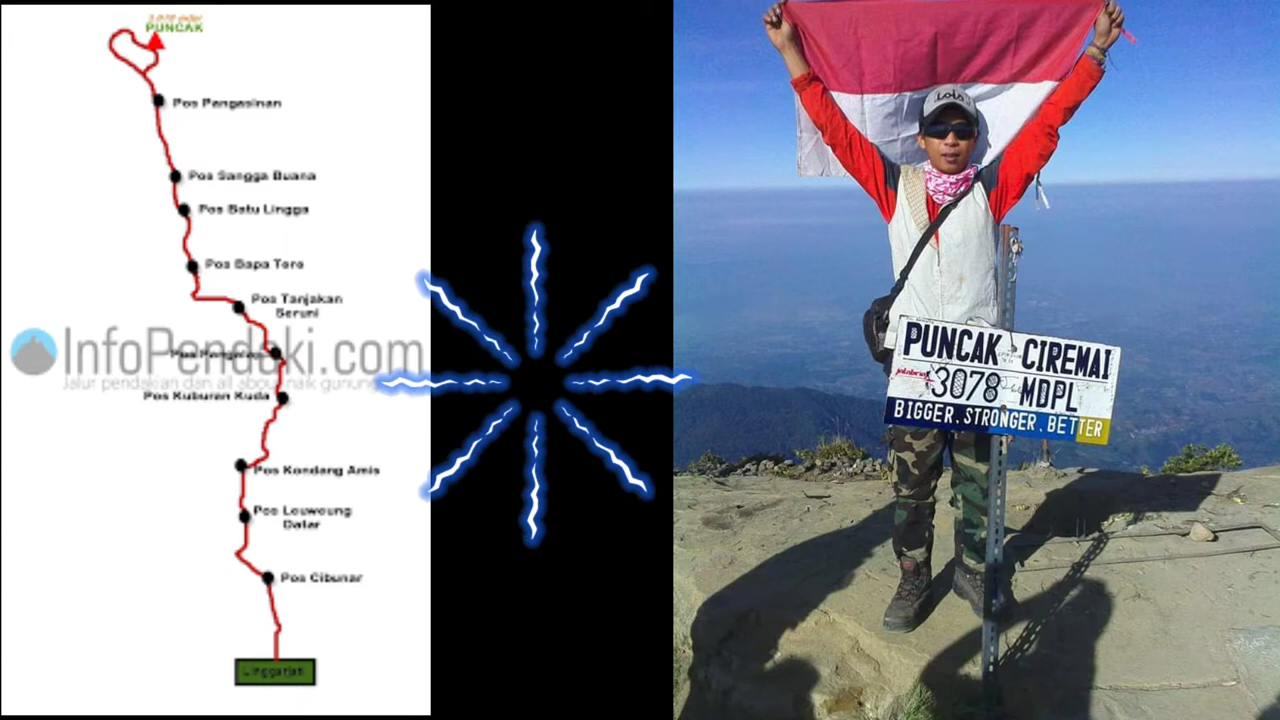 PUNCAK
Pos Pangasinan
Pos Sangga Buana
Pos Batu Lingga
Pos Bapa Tere
Pos Tanjakan
Seruni
InfoPendaki.com
Jalur pendakian dan all about naik gunung
Pos Kuburan Kuda
Pos Kondang Amis
Pos Leuweung
Datar
Pos Cibunar
Linggarjati
Lois
PUNCAK CIREMAI
3078 MDPL
BIGGER. STRONGER. BETTER